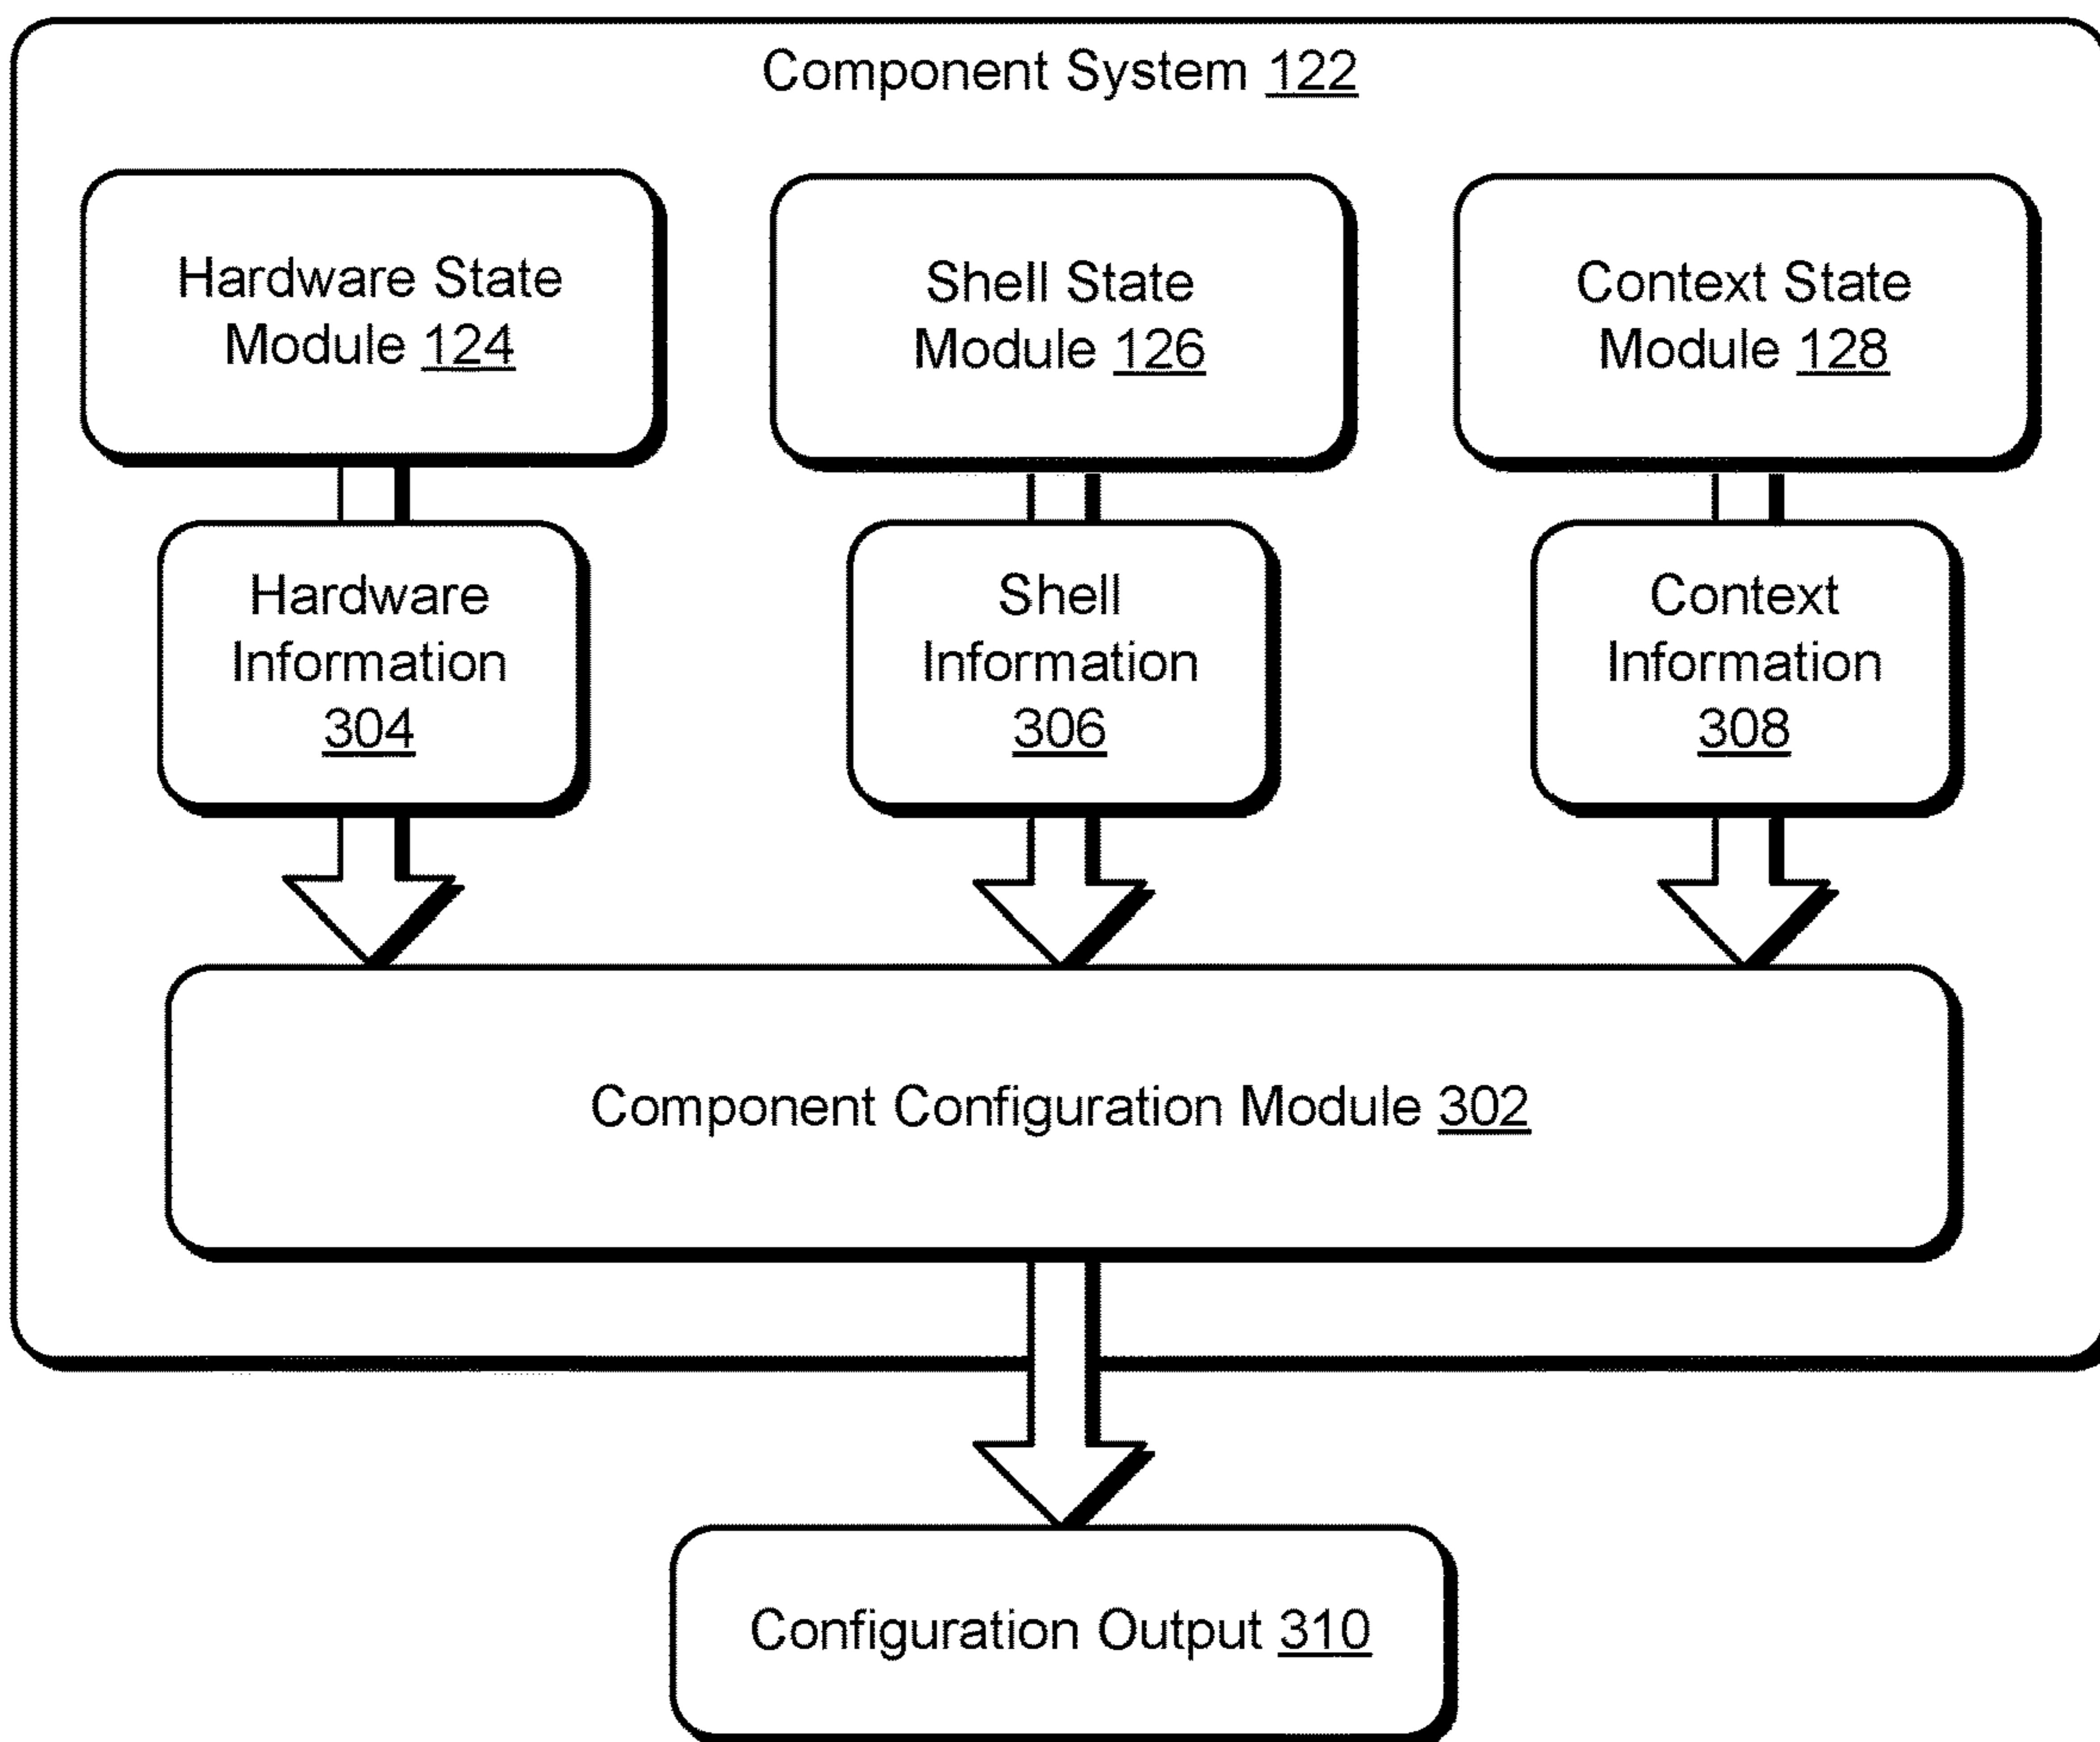 Component System 122
Hardware State
Module 124
Shell State
Module 126
Context State
Module 128
Hardware
Information
304
Shell
Information
306
Context
Information
308
Component Configuration Module 302
Configuration Output 310